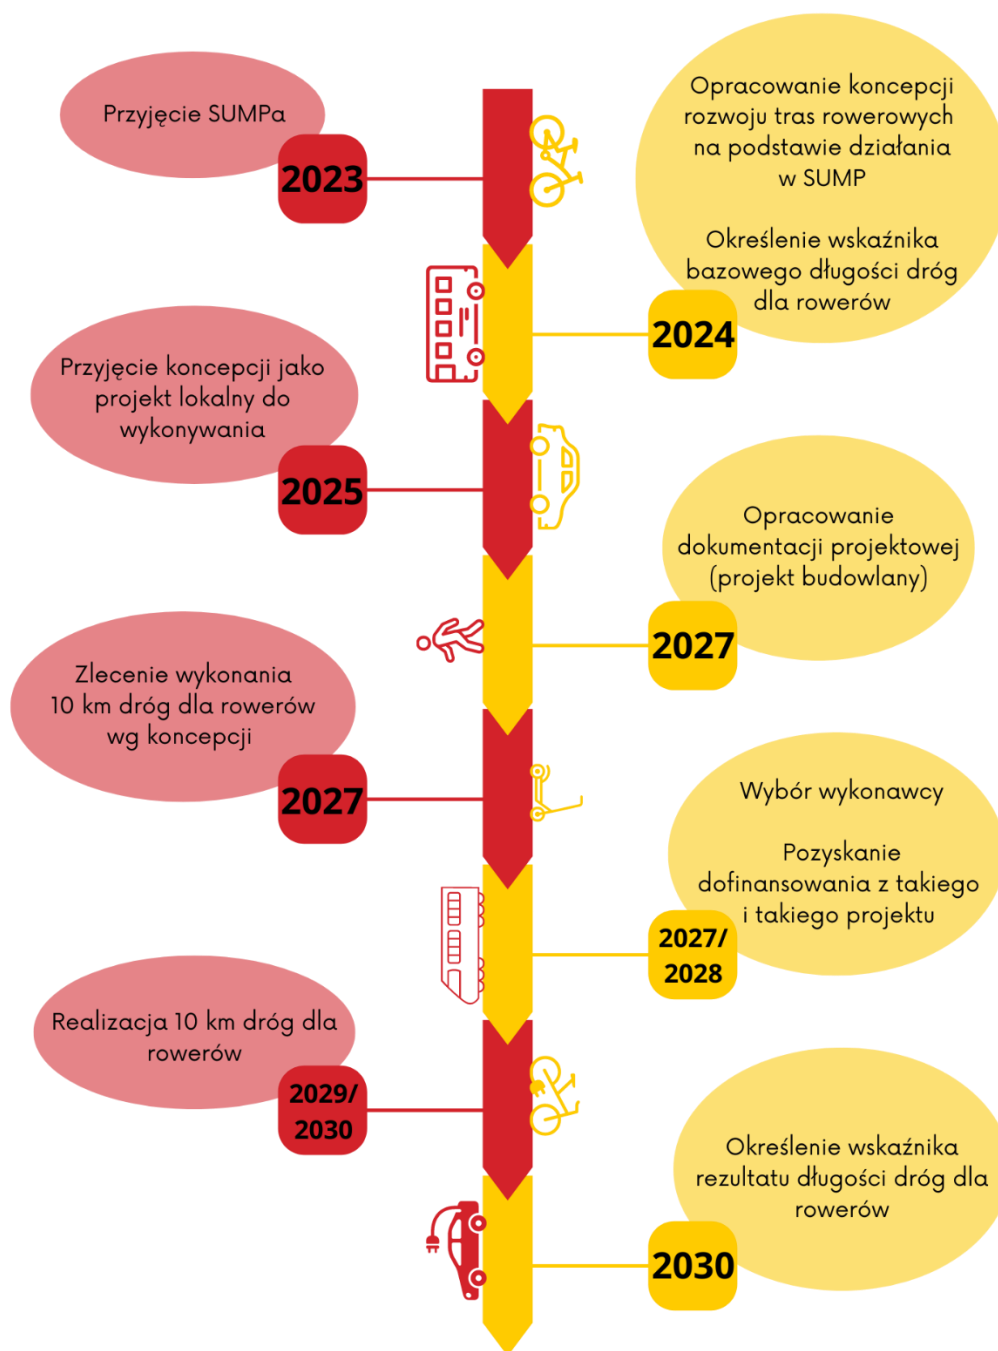 Przyjęcie SUMPa
2023
Opracowanie koncepcji
rozwoju tras rowerowych
na podstawie działania
w SUMP
Określenie wskaźnika
bazowego długości dróg
dla rowerów
2024
Przyjęcie koncepcji jako
projekt lokalny do
wykonywania
2025
Opracowanie
dokumentacji projektowej
(projekt budowlany)
2027
Zlecenie wykonania
10 km dróg dla rowerów
wg koncepcji
2027
Wybór wykonawcy
Pozyskanie
dofinansowania z takiego
i takiego projektu
2027/
2028
Realizacja 10 km dróg dla
rowerów
2029/
2030
Określenie wskaźnika
rezultatu długości dróg dla
rowerów
2030